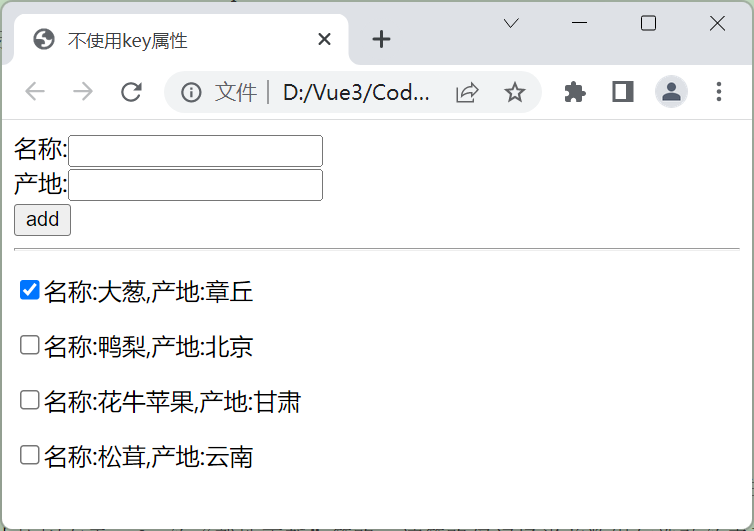 不使用key属性
文件 D:/Vue3/Cod...
名称:
产地:
add
名称:大葱,产地:章丘
名称:鸭梨,产地:北京
名称:花牛苹果,产地:甘肃
名称:松茸,产地:云南